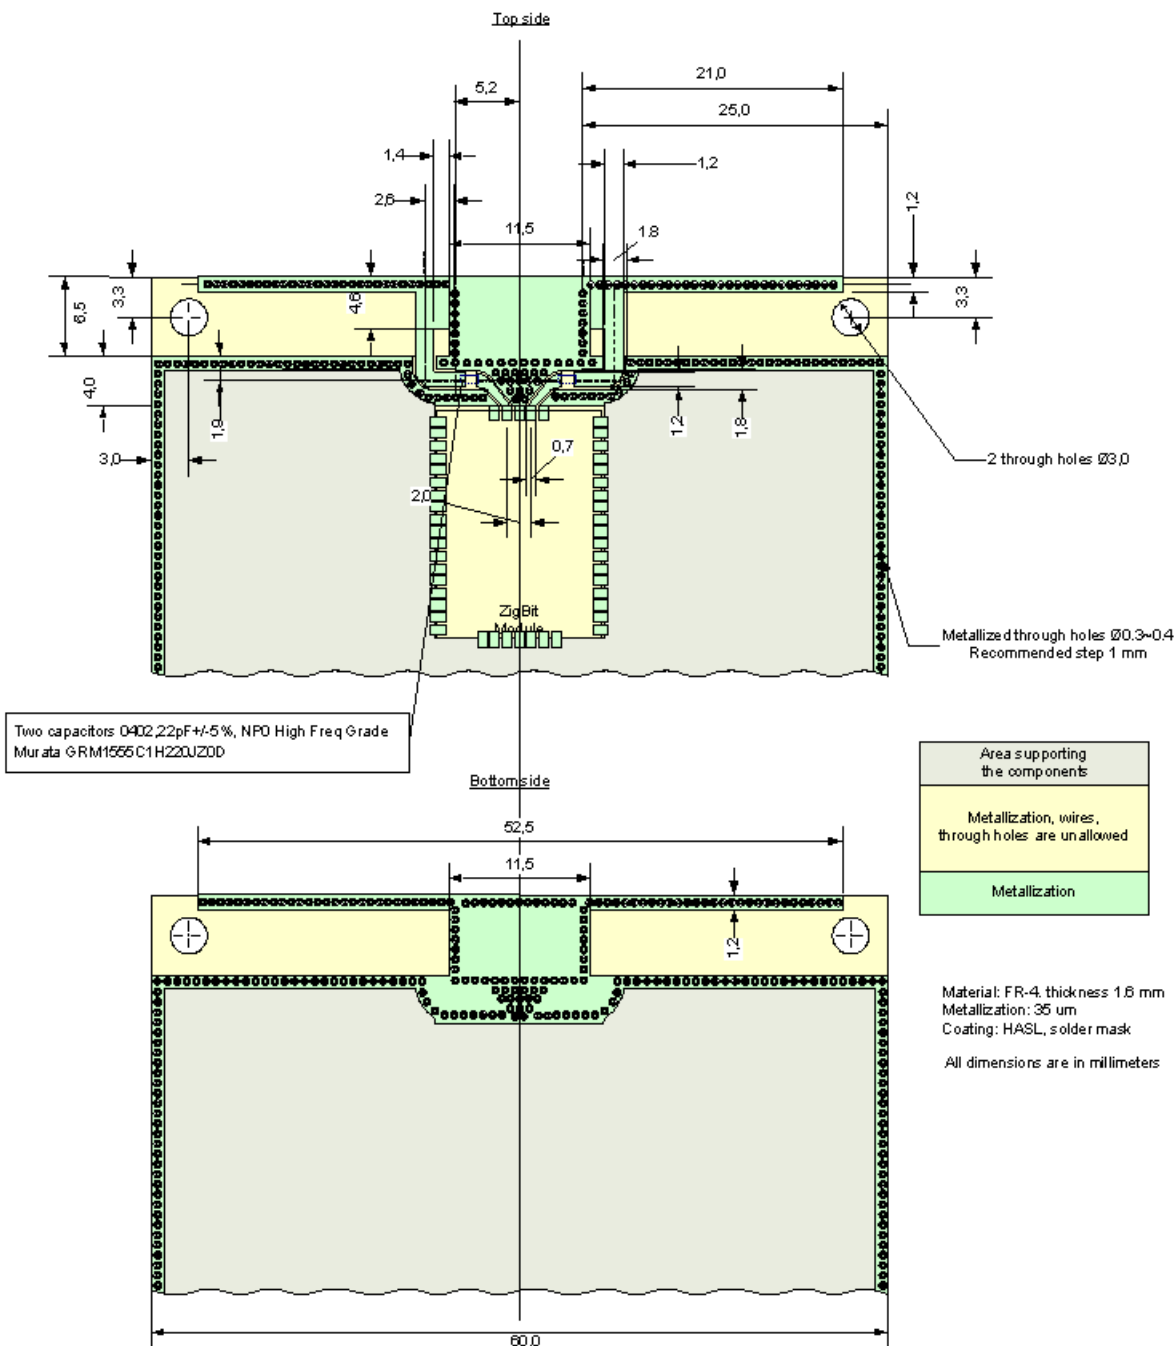 Top side
21,0
5,2
25,0
1,4
1,2
2,6
11,5
1.8
1,2
3,3
6,5
4,6
3,3
4,0
1,9
1,2
1,8
3,0
0,7
2,0
2 through holes Ø3,0
ZigBit
Module
Metallized through holes Ø0.3~0.4
Recommended step 1 mm
Two capacitors 0402,22pF+/-5%, NP0 High Freq Grade
Murata GRM1555C1H220JZ0D
Area supporting
the components
Metallization, wires,
through holes are unallowed
Metallization
Bottom side
52,5
11,5
1,2
Material: FR-4, thickness 1.6 mm
Metallization: 35 um
Coating: HASL, solder mask
All dimensions are in millimeters
60,0